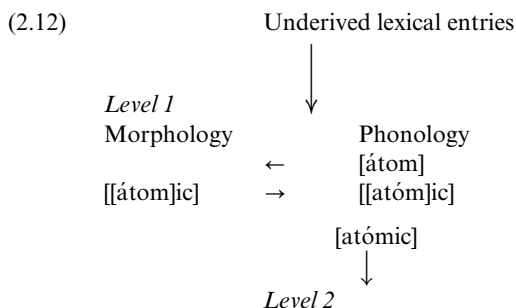 (2.12) Underived lexical entries
Level 1
Morphology Phonology
← [átom]
[[átom]ic] → [[atóm]ic]
[atómic]
Level 2